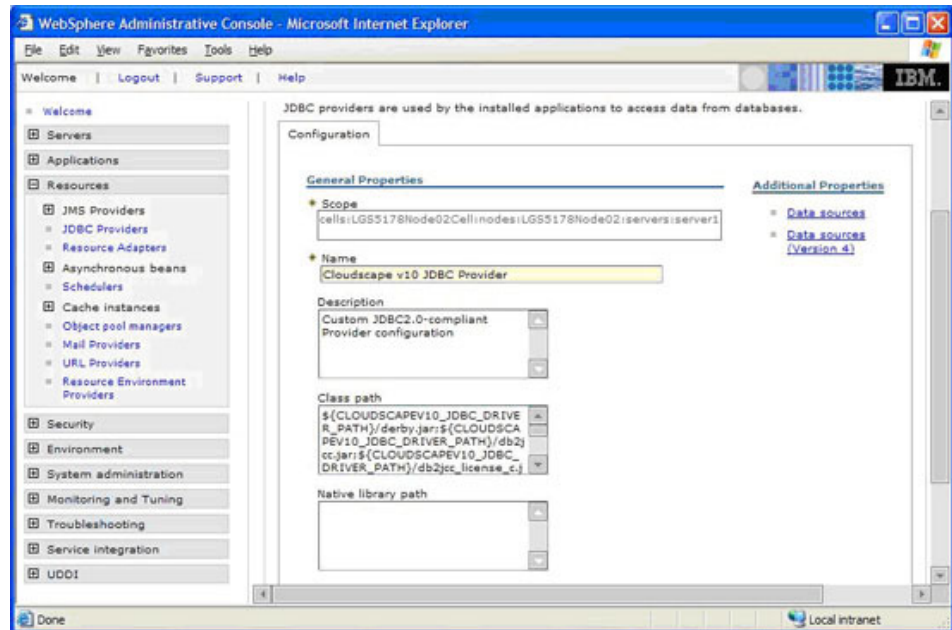 WebSphere Administrative Console - Microsoft Internet Explorer
File Edit View Favorites Tools Help
Welcome | Logout | Support | Help
IBM.
Welcome
Servers
Applications
Resources
JMS Providers
JDBC Providers
Resource Adapters
Asynchronous beans
Schedulers
Cache instances
Object pool managers
Mail Providers
URL Providers
Resource Environment
Providers
Security
Environment
System administration
Monitoring and Tuning
Troubleshooting
Service integration
UDDI
JDBC providers are used by the installed applications to access data from databases.
Configuration
General Properties
* Scope
cells:LGS5178Node02Cell:nodes:LGS5178Node02:servers:server1
* Name
Cloudscape v10 JDBC Provider
Description
Custom JDBC2.0-compliant
Provider configuration
Class path
${CLOUDSCAPEV10_JDBC_DRIVE
R_PATH}/derby.jar;${CLOUDSCA
PEV10_JDBC_DRIVER_PATH}/db2j
cc.jar;${CLOUDSCAPEV10_JDBC_
DRIVER_PATH}/db2jcc_license_c.j
Native library path
Additional Properties
Data sources
Data sources
(Version 4)
Done
Local intranet